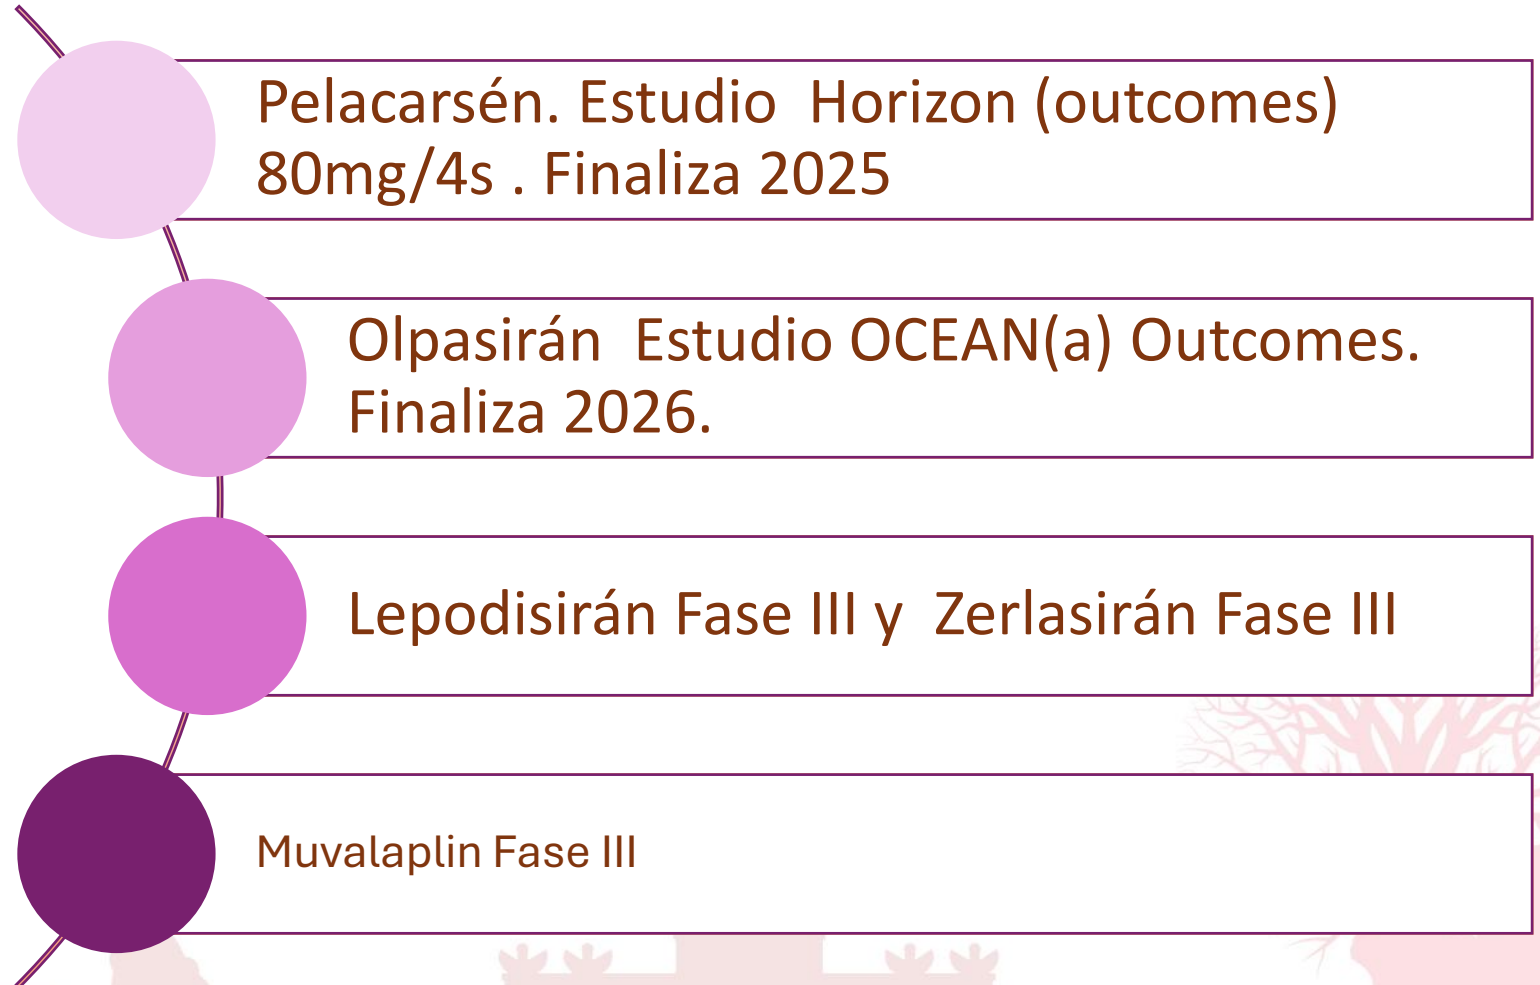 Pelacarsén. Estudio  Horizon (outcomes)
80mg/4s . Finaliza 2025
Olpasirán  Estudio OCEAN(a) Outcomes.
Finaliza 2026.
Lepodisirán Fase III y  Zerlasirán Fase III
Muvalaplin Fase III